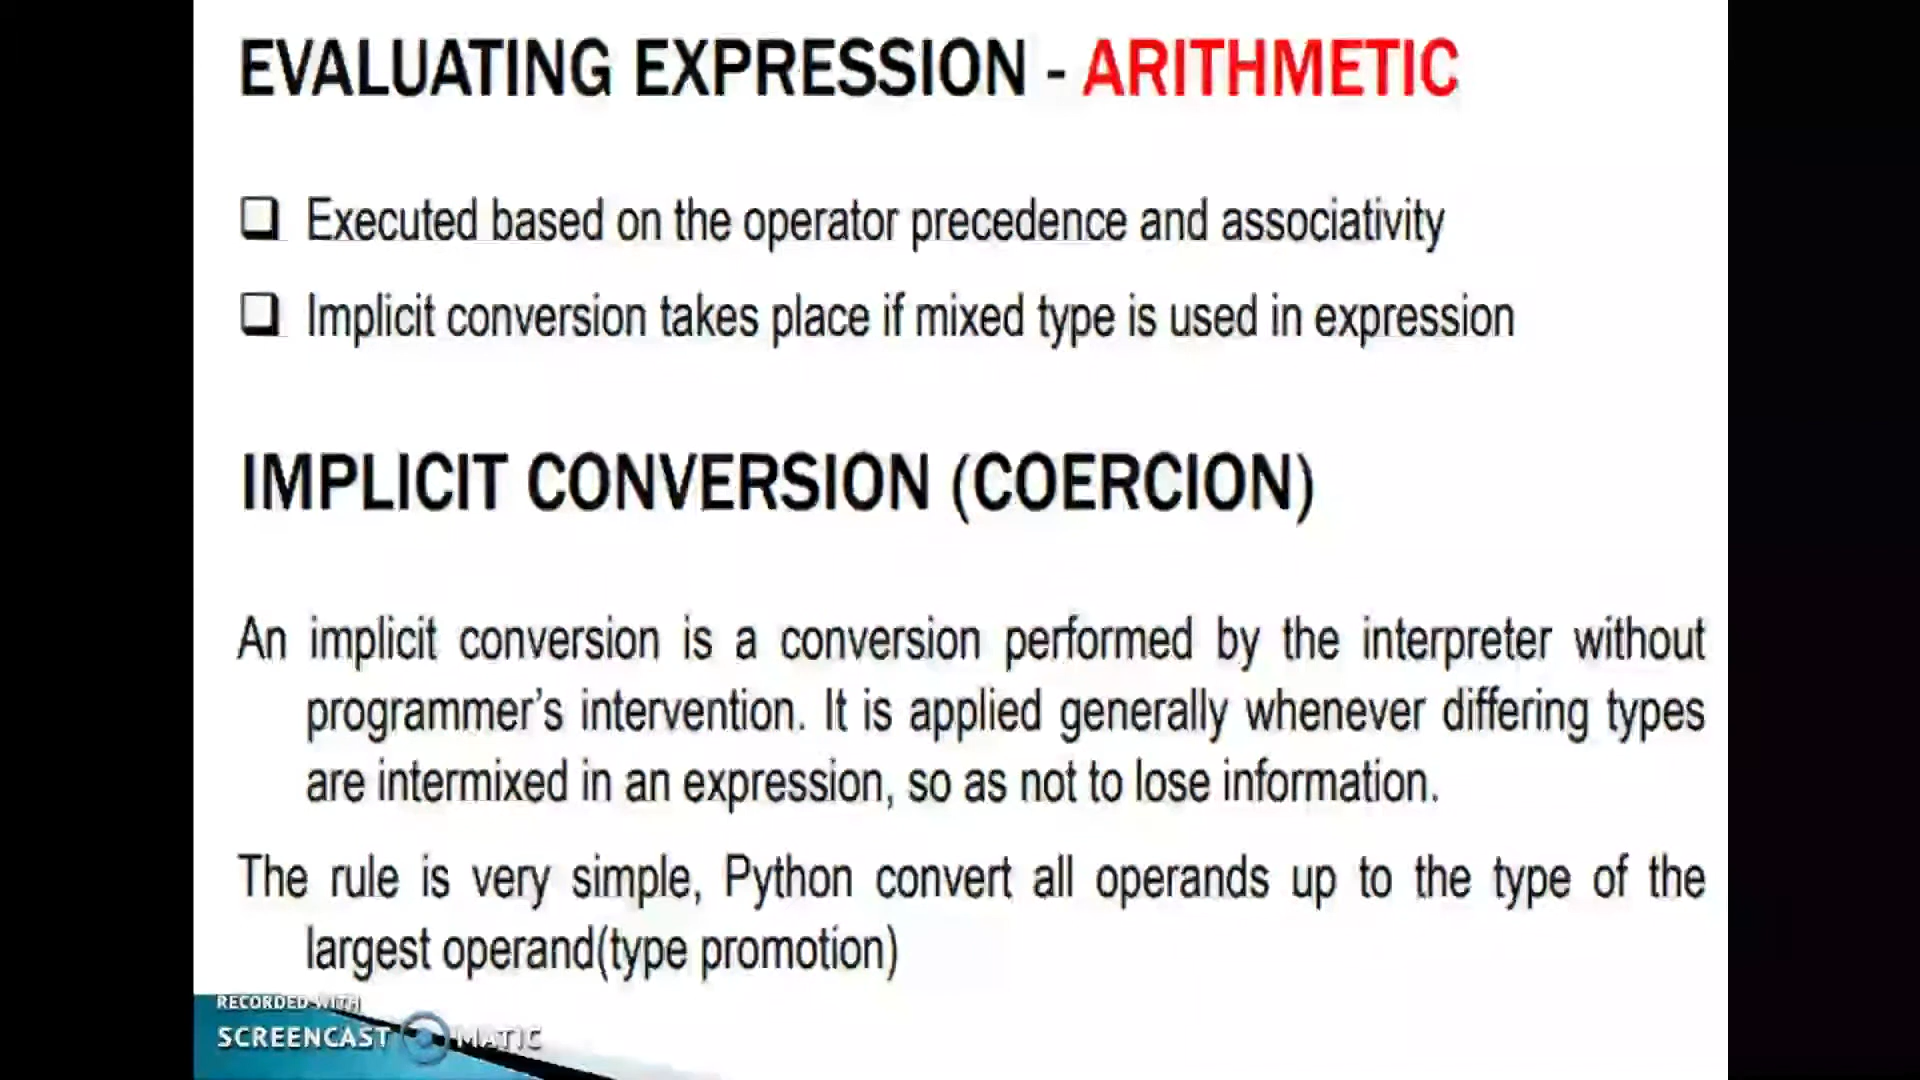 EVALUATING EXPRESSION - ARITHMETIC
❑ Executed based on the operator precedence and associativity
❑ Implicit conversion takes place if mixed type is used in expression
IMPLICIT CONVERSION (COERCION)
An implicit conversion is a conversion performed by the interpreter without
programmer’s intervention. It is applied generally whenever differing types
are intermixed in an expression, so as not to lose information.
The rule is very simple, Python convert all operands up to the type of the
largest operand(type promotion)
RECORDED WITH
SCREENCAST MATIC